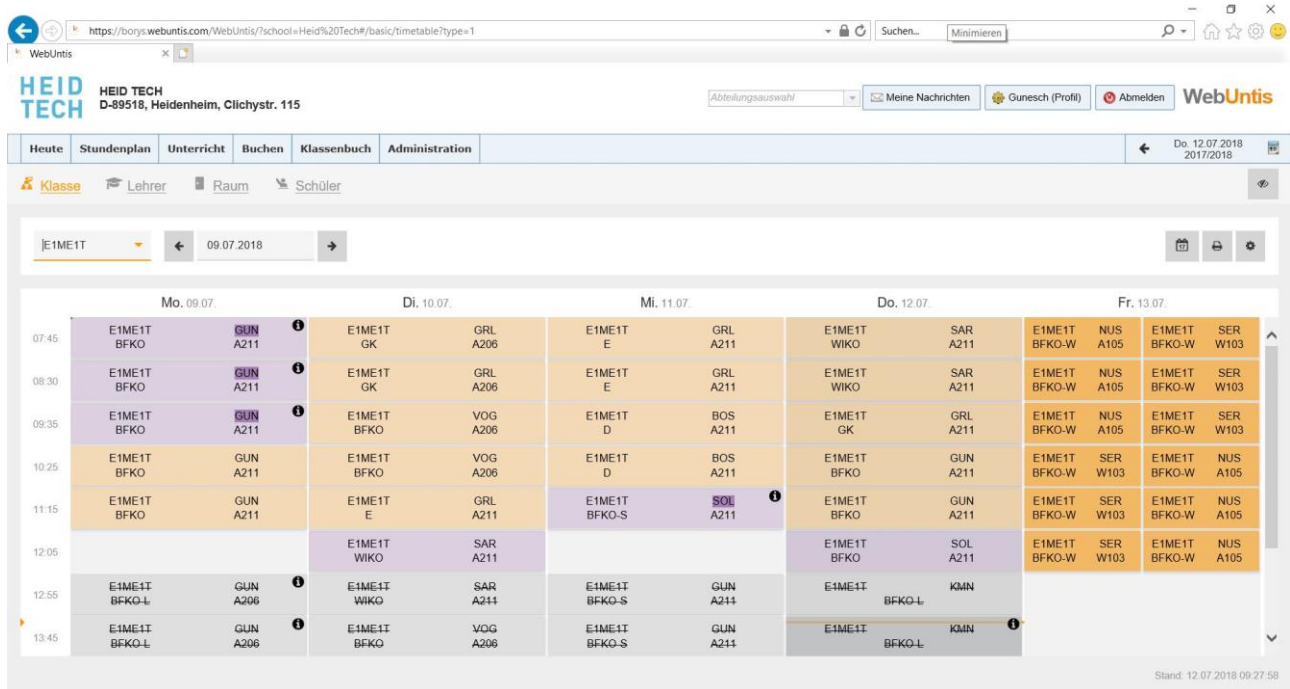 https://borys.webuntis.com/WebUntis/?school=Heid%20Tech#/basic/timetable?type=1
Suchen...
Minimieren
WebUntis
HEID TECH
HEID TECH
D-89518, Heidenheim, Clichystr. 115
Abteilungsauswahl
Meine Nachrichten
Gunesch (Profil)
Abmelden
WebUntis
Heute Stundenplan Unterricht Buchen Klassenbuch Administration
Do. 12.07.2018
2017/2018
Klasse Lehrer Raum Schüler
E1ME1T 09.07.2018
Mo. 09.07. Di. 10.07. Mi. 11.07. Do. 12.07. Fr. 13.07.
07:45
E1ME1T GUN E1ME1T GRL E1ME1T GRL E1ME1T SAR E1ME1T NUS E1ME1T SER
BFKO A211 GK A206 E A211 WIKO A211 BFKO-W A105 BFKO-W W103
08:30
E1ME1T GUN E1ME1T GRL E1ME1T GRL E1ME1T SAR E1ME1T NUS E1ME1T SER
BFKO A211 GK A206 E A211 WIKO A211 BFKO-W A105 BFKO-W W103
09:35
E1ME1T GUN E1ME1T VOG E1ME1T BOS E1ME1T GRL E1ME1T NUS E1ME1T SER
BFKO A211 BFKO A206 D A211 GK A211 BFKO-W A105 BFKO-W W103
10:25
E1ME1T GUN E1ME1T VOG E1ME1T BOS E1ME1T GUN E1ME1T SER E1ME1T NUS
BFKO A211 BFKO A206 D A211 BFKO A211 BFKO-W W103 BFKO-W A105
11:15
E1ME1T GUN E1ME1T GRL E1ME1T SOL E1ME1T GUN E1ME1T SER E1ME1T NUS
BFKO A211 E A211 BFKO-S A211 BFKO A211 BFKO-W W103 BFKO-W A105
12:05
E1ME1T SAR E1ME1T SOL E1ME1T SER E1ME1T NUS
WIKO A211 BFKO A211 BFKO-W W103 BFKO-W A105
12:55
E1ME1T GUN E1ME1T SAR E1ME1T GUN E1ME1T KMN
BFKO-L A206 WIKO A211 BFKO-S A211 BFKO-L
13:45
E1ME1T GUN E1ME1T VOG E1ME1T GUN E1ME1T KMN
BFKO-L A206 BFKO A206 BFKO-S A211 BFKO-L
Stand: 12.07.2018 09:27:58